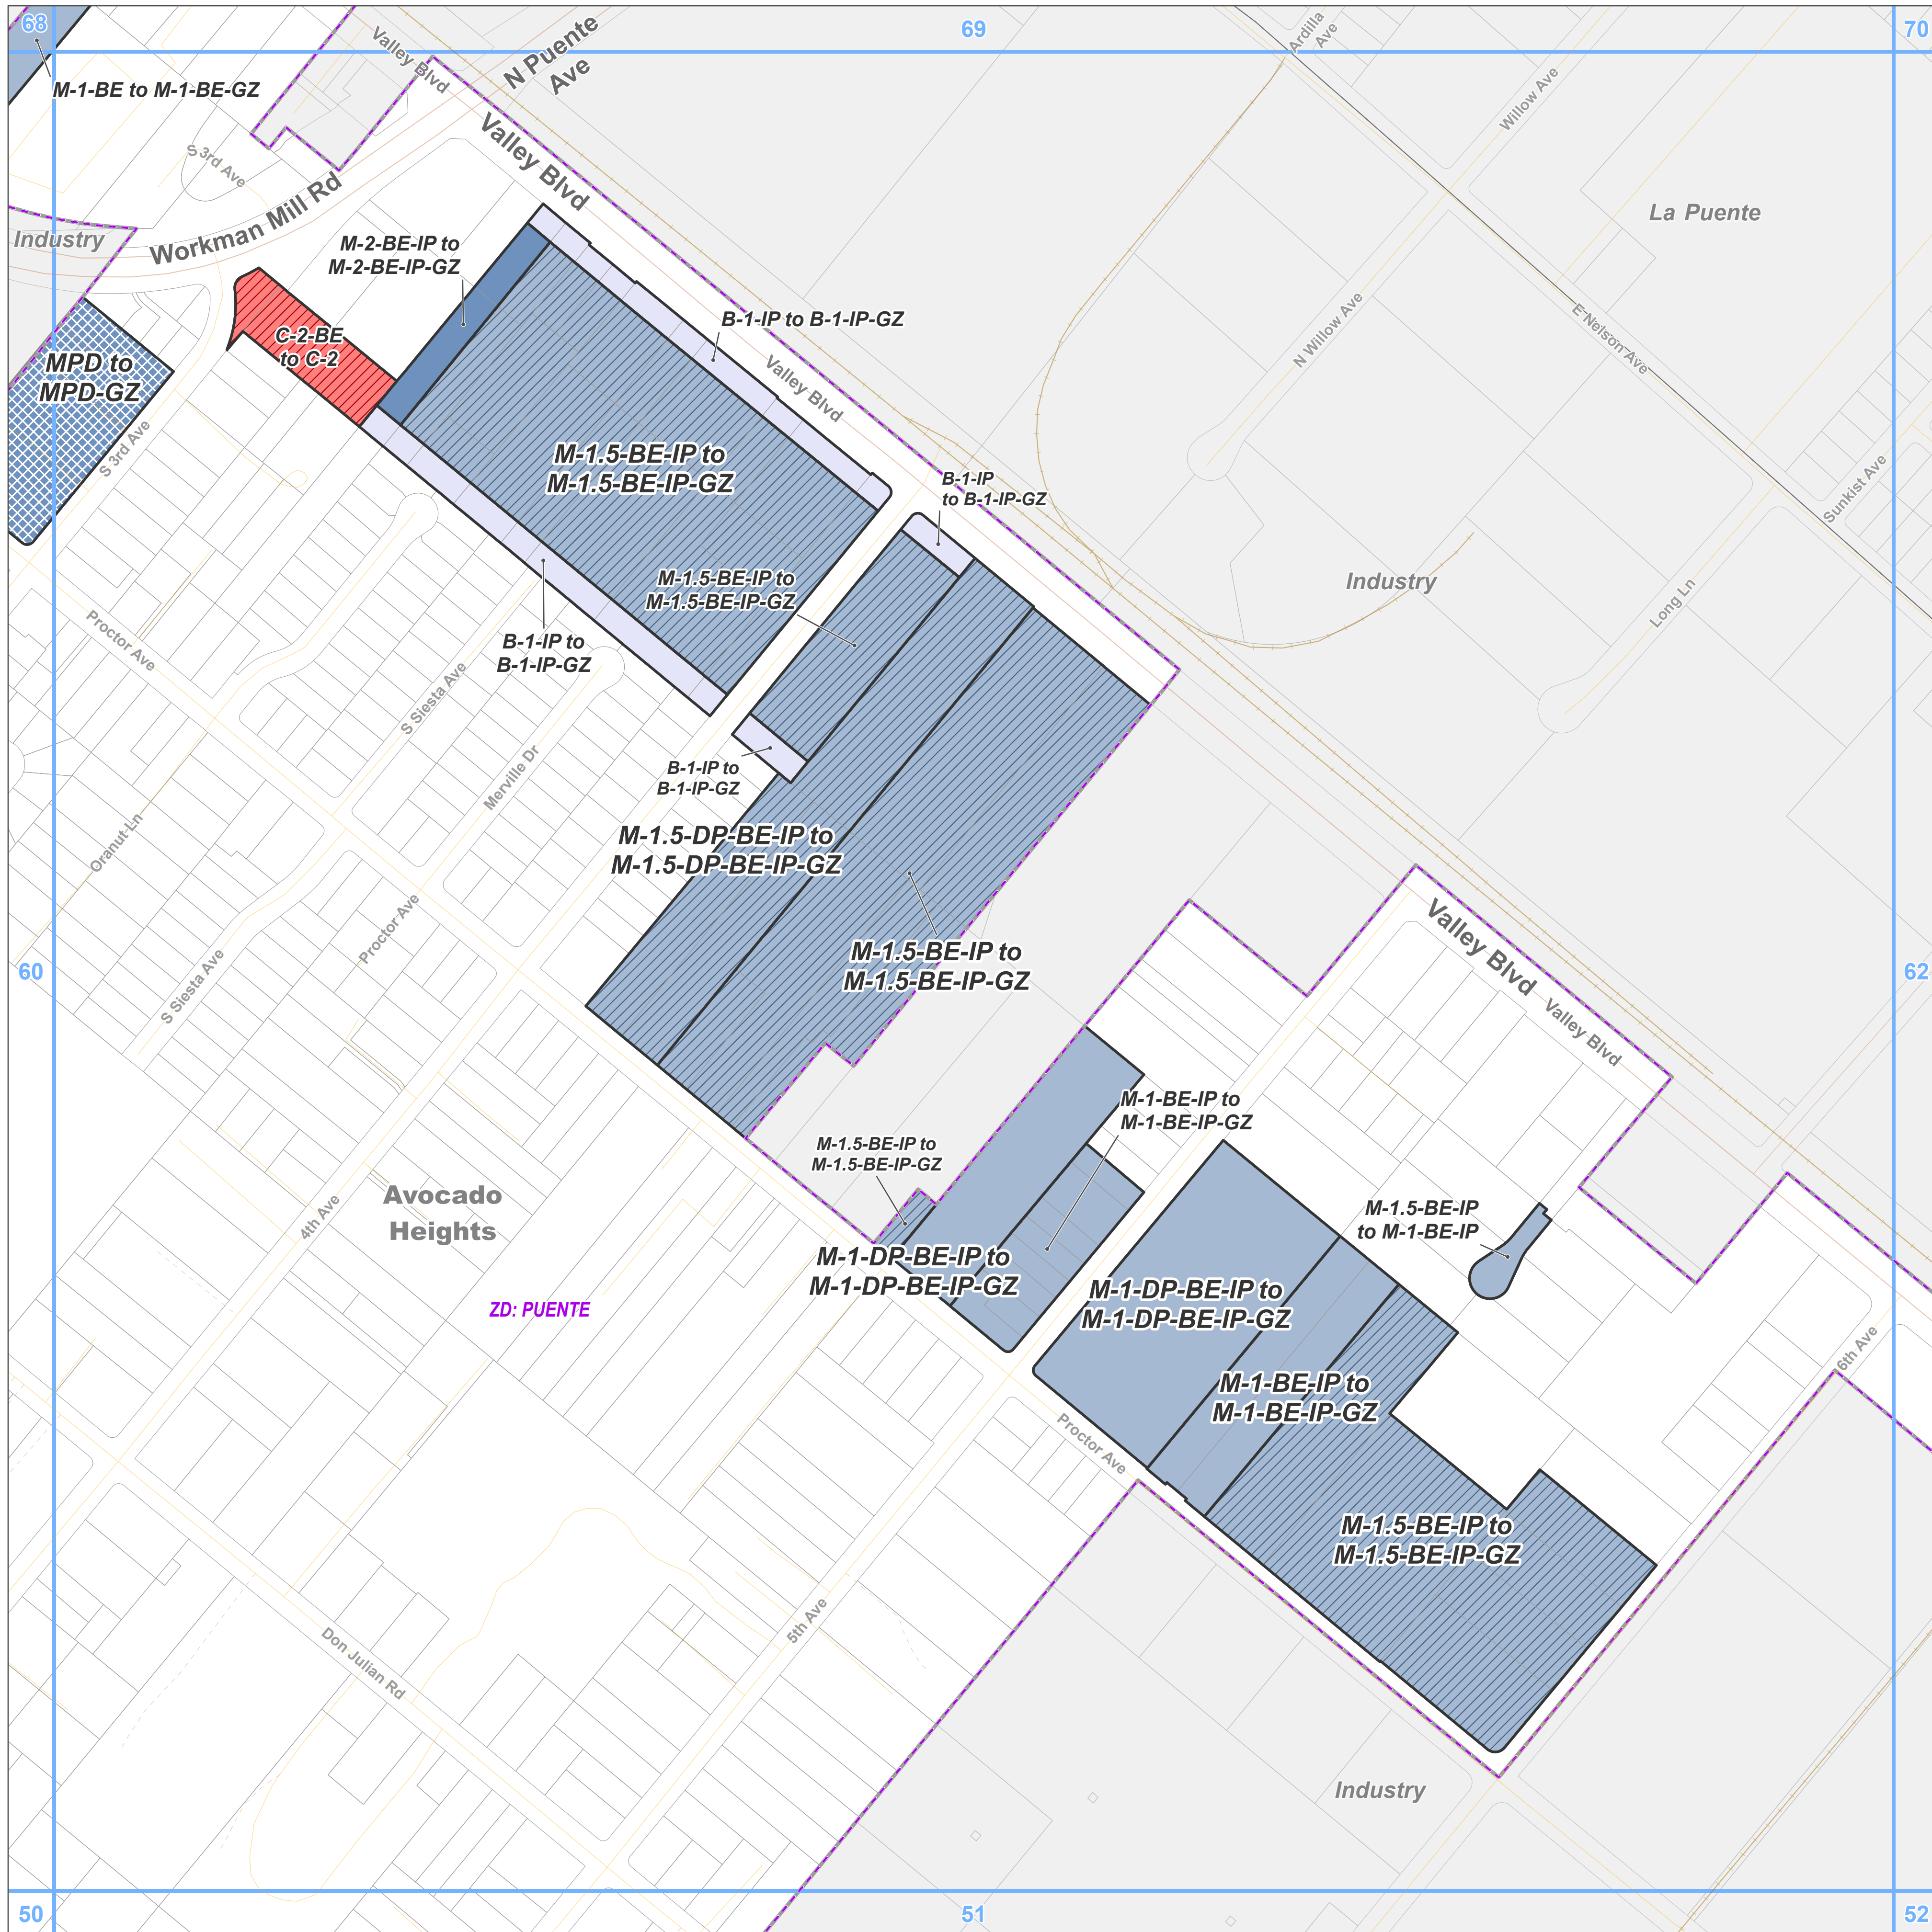 68
69
70
M-1-BE to M-1-BE-GZ
Valley Blvd
N Puente
Ave
Ardilla
Ave
Willow Ave
S 3rd Ave
Valley Blvd
La Puente
Workman Mill Rd
Industry
M-2-BE-IP to
M-2-BE-IP-GZ
B-1-IP to B-1-IP-GZ
N Willow Ave
E Nelson Ave
C-2-BE
to C-2
MPD to
MPD-GZ
Valley Blvd
S 3rd Ave
M-1.5-BE-IP to
M-1.5-BE-IP-GZ
B-1-IP
to B-1-IP-GZ
Sunkist Ave
M-1.5-BE-IP to
M-1.5-BE-IP-GZ
Industry
Long Ln
Proctor Ave
B-1-IP to
B-1-IP-GZ
S Siesta Ave
Merville Dr
B-1-IP to
B-1-IP-GZ
Oranut Ln
M-1.5-DP-BE-IP to
M-1.5-DP-BE-IP-GZ
Proctor Ave
M-1.5-BE-IP to
M-1.5-BE-IP-GZ
Valley Blvd
60
62
S Siesta Ave
Valley Blvd
M-1-BE-IP to
M-1-BE-IP-GZ
M-1.5-BE-IP to
M-1.5-BE-IP-GZ
Avocado
Heights
4th Ave
M-1.5-BE-IP
to M-1-BE-IP
M-1-DP-BE-IP to
M-1-DP-BE-IP-GZ
M-1-DP-BE-IP to
M-1-DP-BE-IP-GZ
ZD: PUENTE
6th Ave
M-1-BE-IP to
M-1-BE-IP-GZ
Proctor Ave
M-1.5-BE-IP to
M-1.5-BE-IP-GZ
5th Ave
Don Julian Rd
Industry
50
51
52